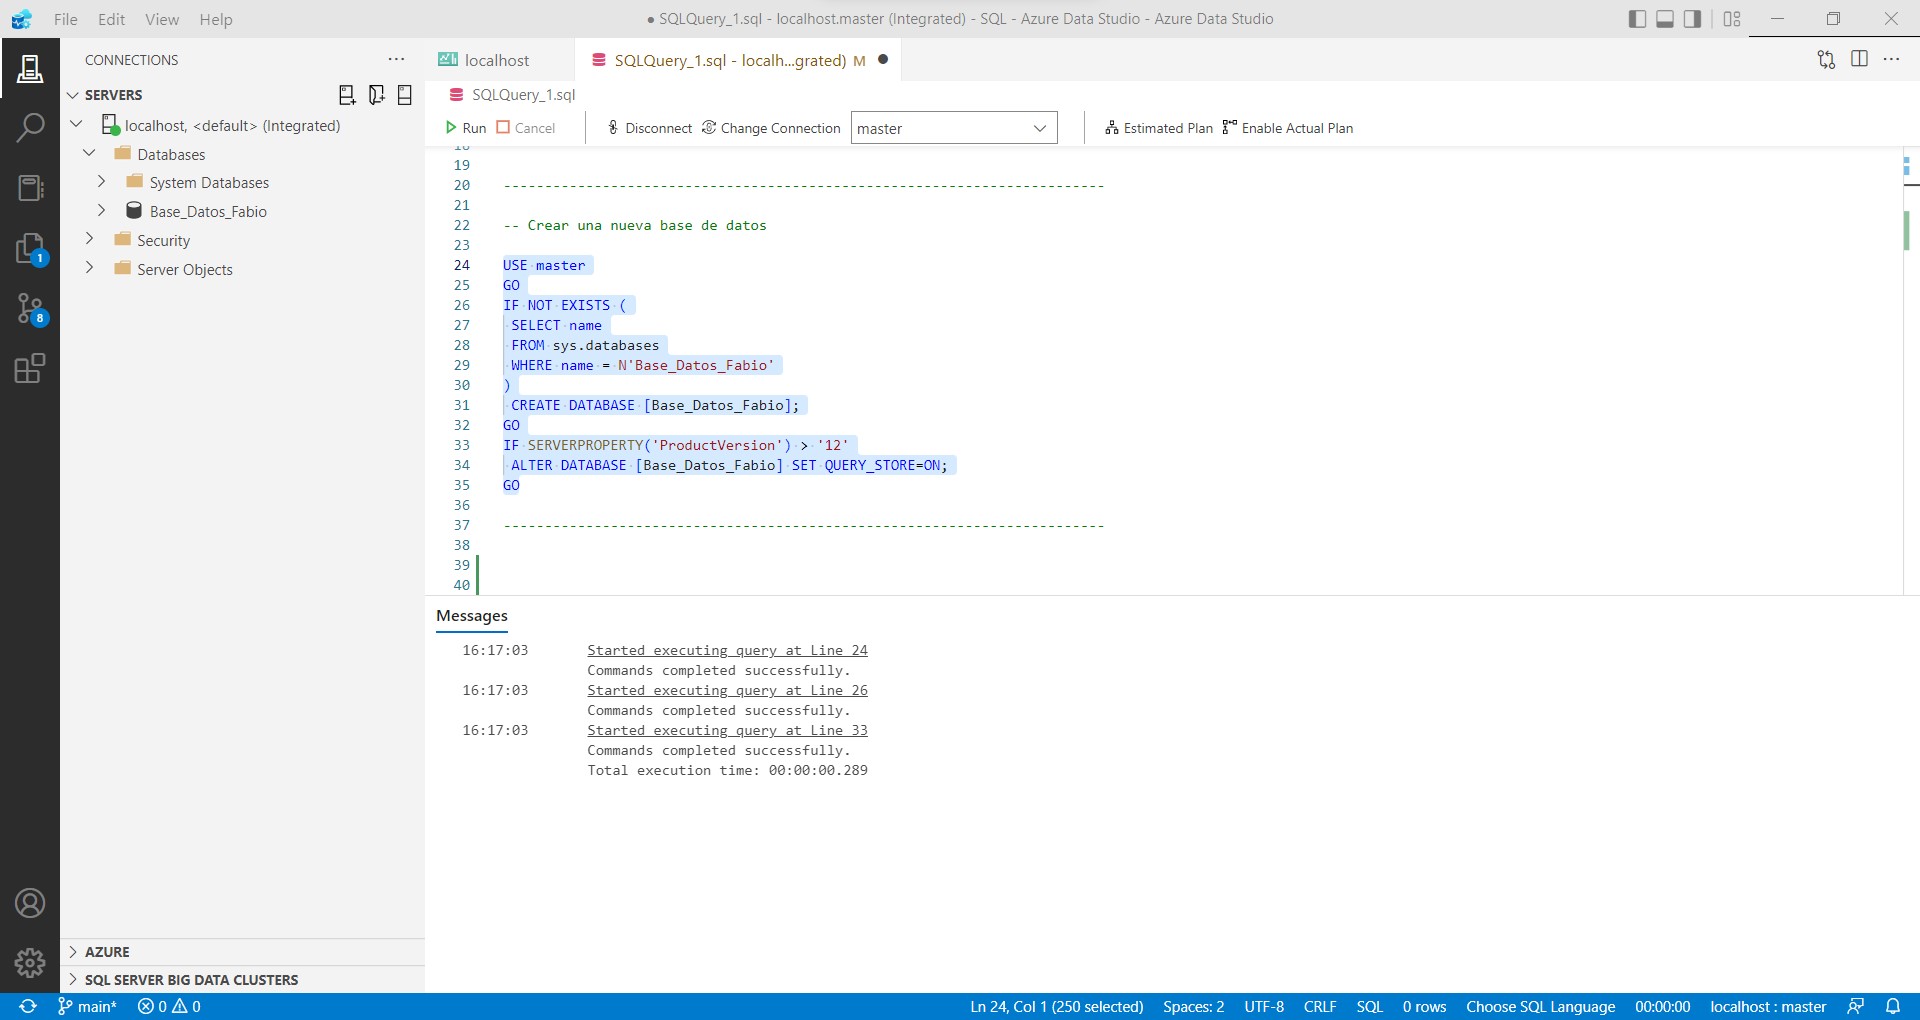 File Edit View Help
● SQLQuery_1.sql - localhost.master (Integrated) - SQL - Azure Data Studio - Azure Data Studio
CONNECTIONS
SERVERS
localhost, <default> (Integrated)
Databases
System Databases
Base_Datos_Fabio
Security
Server Objects
1
8
AZURE
SQL SERVER BIG DATA CLUSTERS
localhost
SQLQuery_1.sql - localh...grated) M
SQLQuery_1.sql
Run Cancel Disconnect Change Connection master Estimated Plan Enable Actual Plan
18
19
20 -------------------------------------------------------------------------
21
22 -- Crear una nueva base de datos
23
24 USE master
25 GO
26 IF NOT EXISTS (
27 SELECT name
28 FROM sys.databases
29 WHERE name = N'Base_Datos_Fabio'
30 )
31 CREATE DATABASE [Base_Datos_Fabio];
32 GO
33 IF SERVERPROPERTY('ProductVersion') > '12'
34 ALTER DATABASE [Base_Datos_Fabio] SET QUERY_STORE=ON;
35 GO
36
37 -------------------------------------------------------------------------
38
39
40
Messages
16:17:03 Started executing query at Line 24
Commands completed successfully.
16:17:03 Started executing query at Line 26
Commands completed successfully.
16:17:03 Started executing query at Line 33
Commands completed successfully.
Total execution time: 00:00:00.289
main* 0 0 Ln 24, Col 1 (250 selected) Spaces: 2 UTF-8 CRLF SQL 0 rows Choose SQL Language 00:00:00 localhost : master